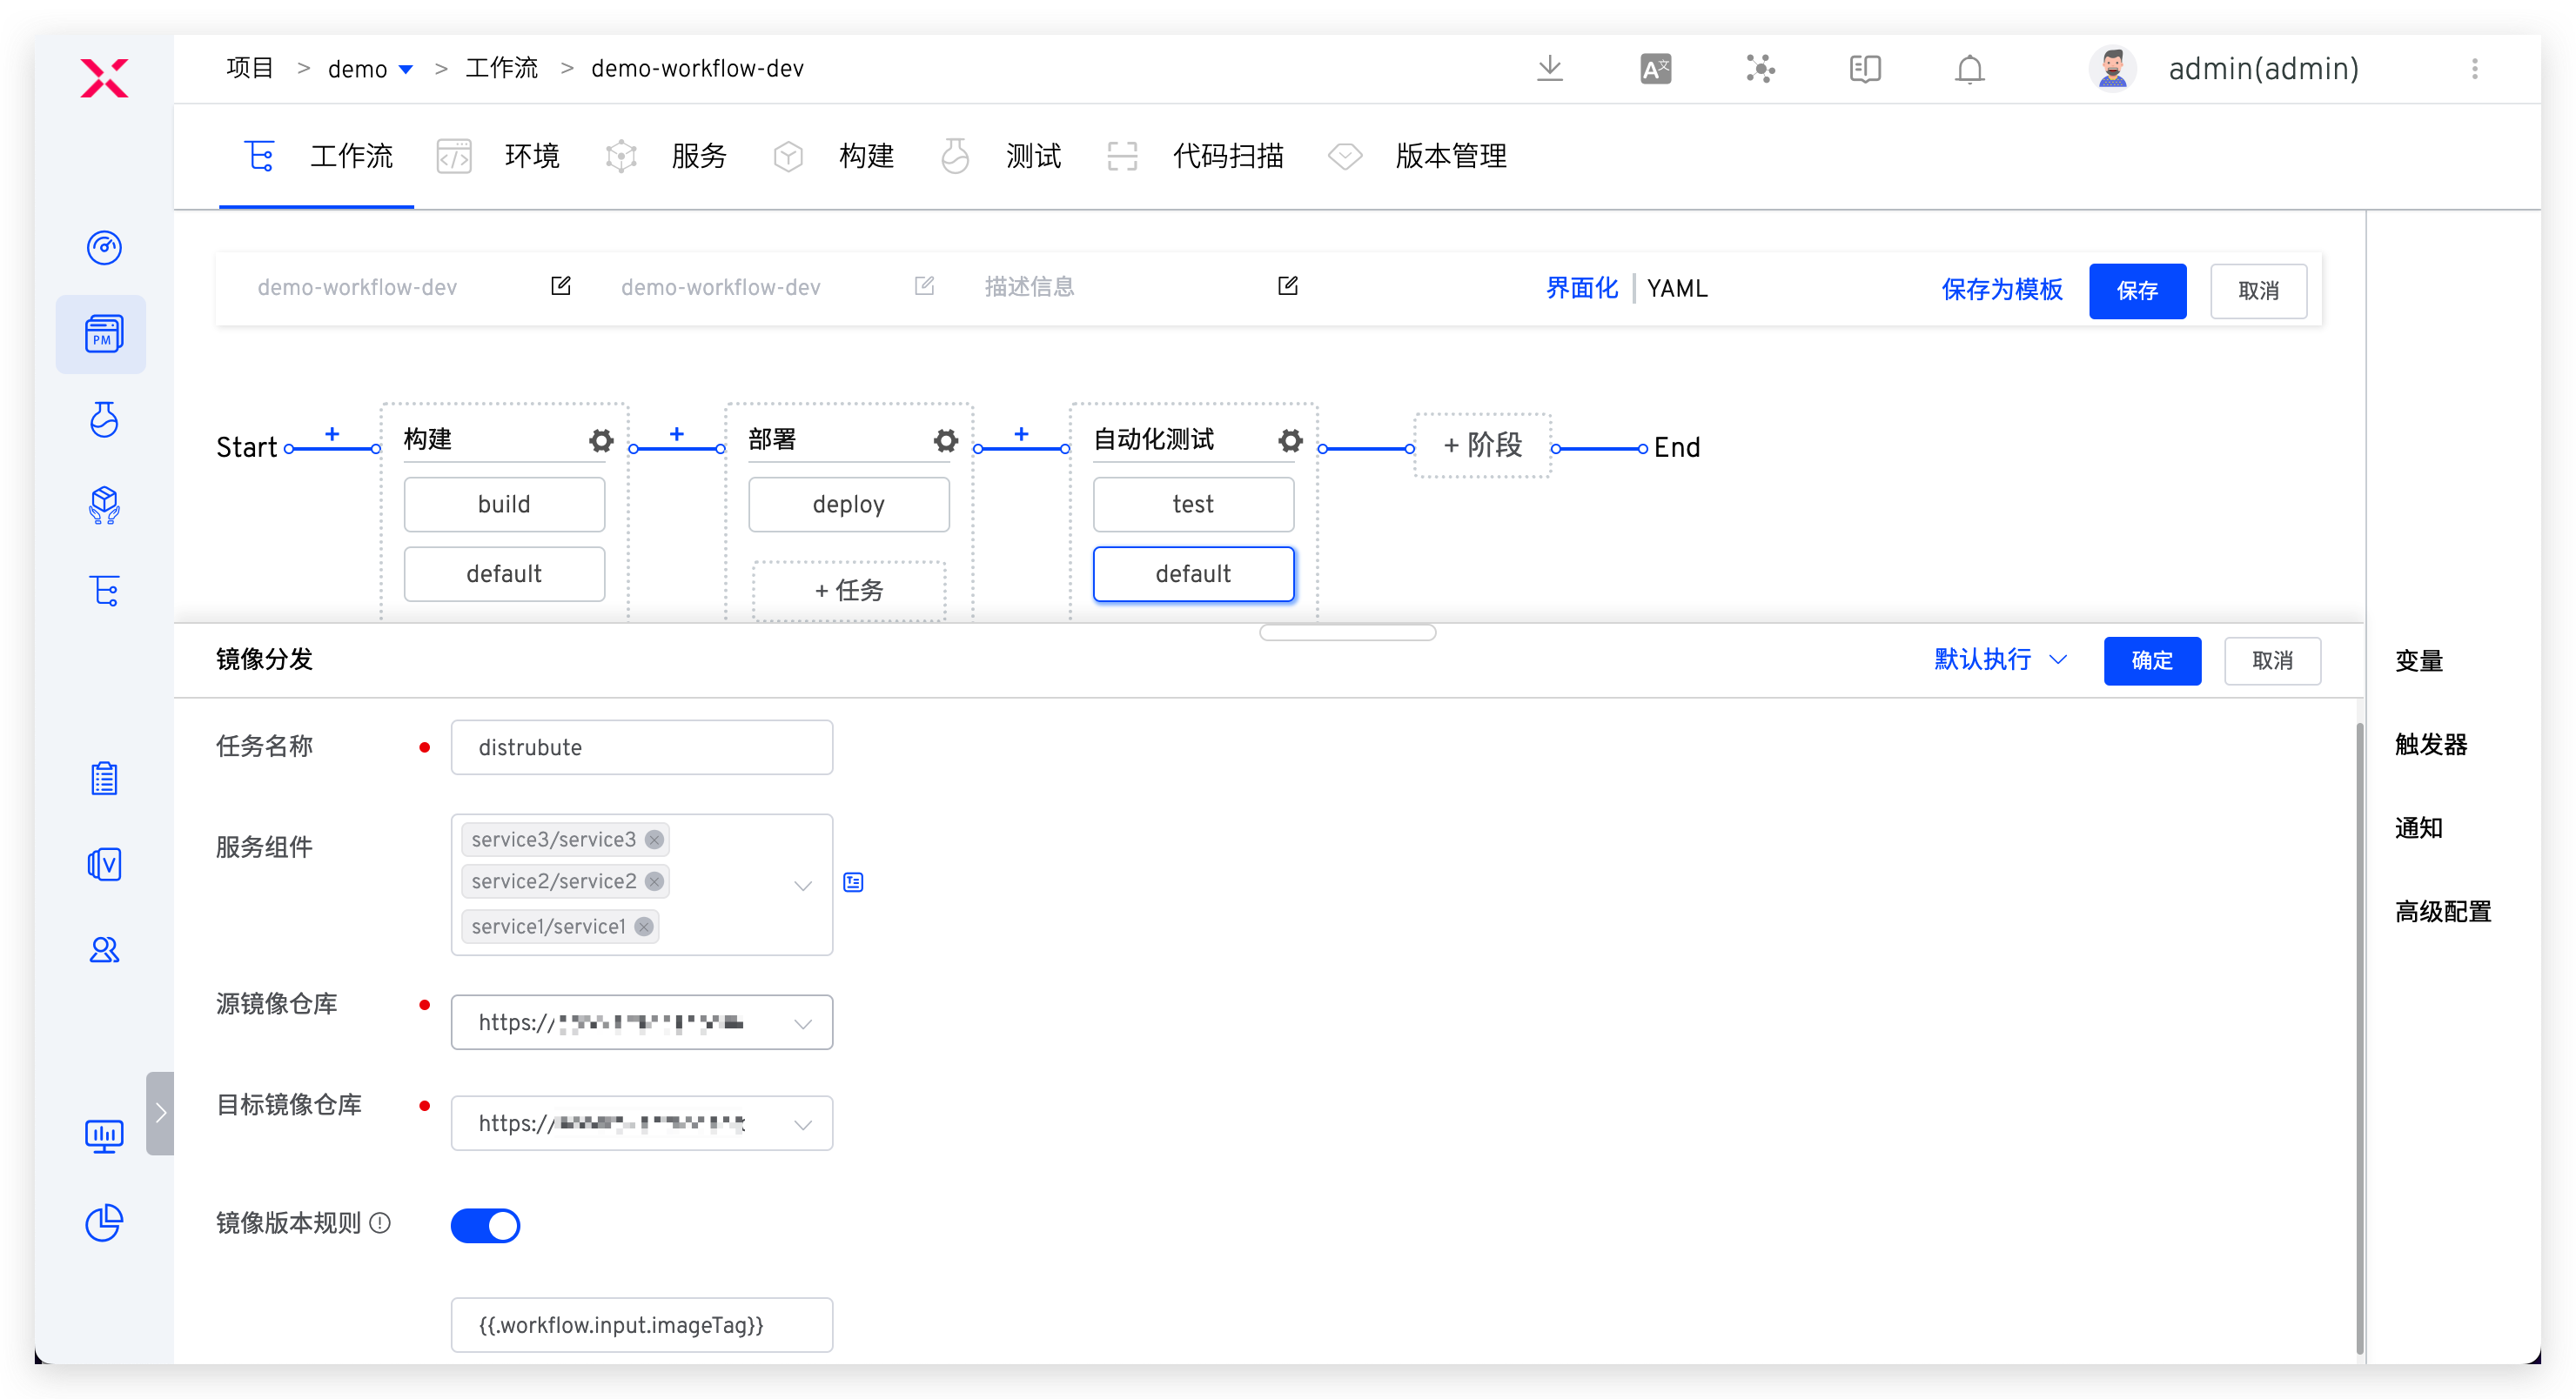 项目 > demo > 工作流 > demo-workflow-dev
A文
admin(admin)
工作流
环境
服务
构建
测试
代码扫描
版本管理
PM
demo-workflow-dev
demo-workflow-dev
描述信息
界面化 | YAML
保存为模板
保存
取消
Start
+
构建
+
部署
+
自动化测试
+ 阶段
End
build
deploy
test
default
+ 任务
default
镜像分发
默认执行
确定
取消
变量
触发器
通知
高级配置
任务名称
distrubute
服务组件
service3/service3
service2/service2
service1/service1
源镜像仓库
https://
目标镜像仓库
https://
镜像版本规则
{{.workflow.input.imageTag}}
V